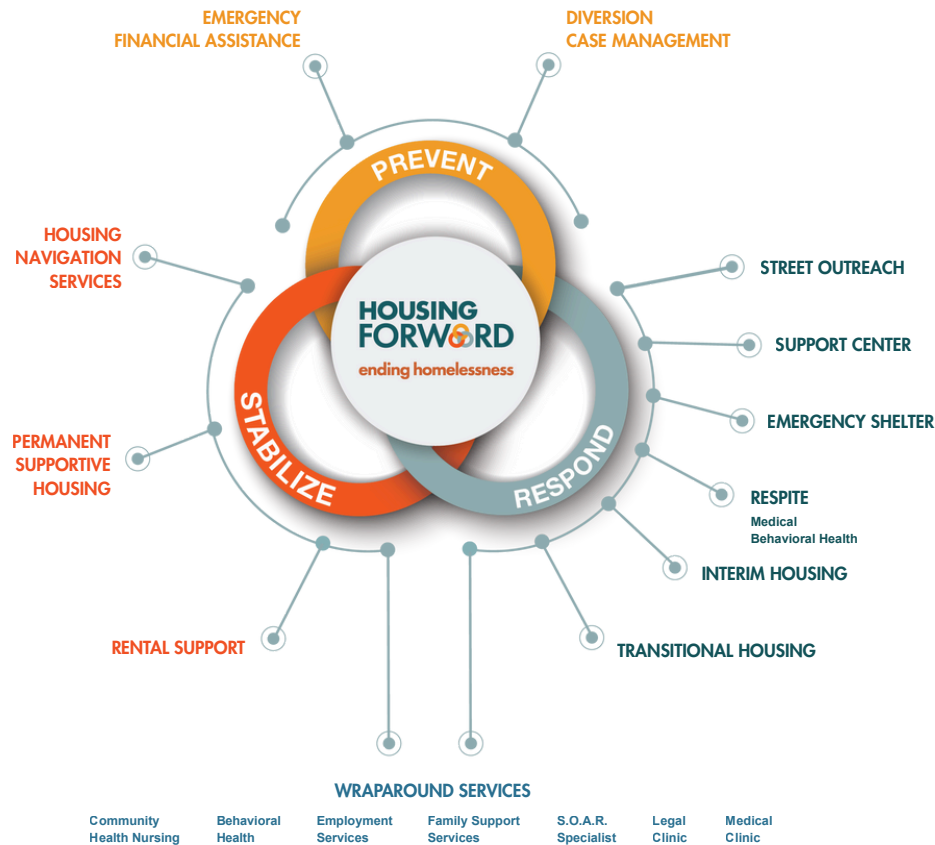 EMERGENCY
FINANCIAL ASSISTANCE
DIVERSION
CASE MANAGEMENT
PREVENT
HOUSING
NAVIGATION
SERVICES
STREET OUTREACH
SUPPORT CENTER
HOUSING
FORWARD
ending homelessness
EMERGENCY SHELTER
STABILIZE
RESPOND
PERMANENT
SUPPORTIVE
HOUSING
RESPITE
Medical
Behavioral Health
INTERIM HOUSING
RENTAL SUPPORT
TRANSITIONAL HOUSING
WRAPAROUND SERVICES
Community
Health Nursing
Behavioral
Health
Employment
Services
Family Support
Services
S.O.A.R.
Specialist
Legal
Clinic
Medical
Clinic